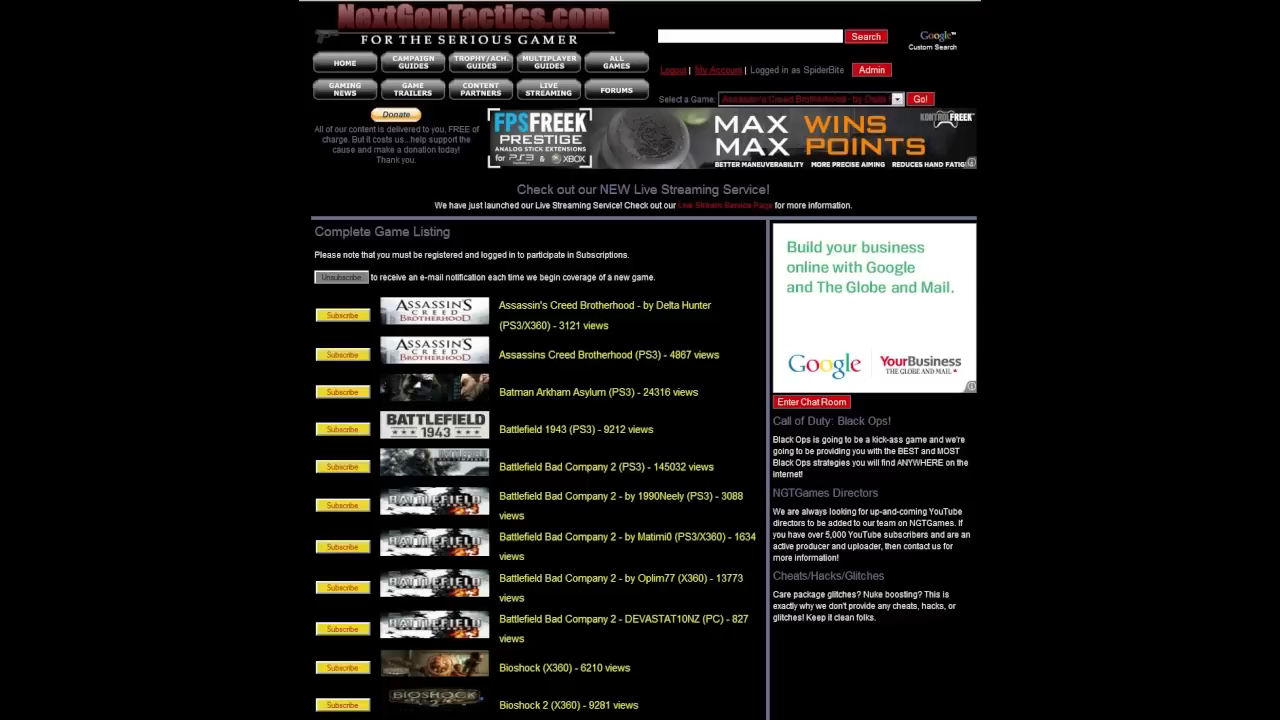 NextGenTactics.com
FOR THE SERIOUS GAMER
Search
Google™
Custom Search
HOME
CAMPAIGN
GUIDES
TROPHY/ACH.
GUIDES
MULTIPLAYER
GUIDES
ALL
GAMES
Logout | My Account | Logged in as SpiderBite
Admin
GAMING
NEWS
GAME
TRAILERS
CONTENT
PARTNERS
LIVE
STREAMING
FORUMS
Select a Game: Assassin's Creed Brotherhood - by Delta
Go!
Donate
All of our content is delivered to you, FREE of
charge. But it costs us...help support the
cause and make a donation today!
Thank you.
FPSFREEK
PRESTIGE
ANALOG STICK EXTENSIONS
for PS3 & XBOX
MAX WINS
MAX POINTS
BETTER MANEUVERABILITY MORE PRECISE AIMING REDUCES HAND FATIG
KONTROLFREEK
Check out our NEW Live Streaming Service!
We have just launched our Live Streaming Service! Check out our Live Stream Service Page for more information.
Complete Game Listing
Please note that you must be registered and logged in to participate in Subscriptions.
Unsubscribe to receive an e-mail notification each time we begin coverage of a new game.
Subscribe
ASSASSIN'S
CREED
BROTHERHOOD
Assassin's Creed Brotherhood - by Delta Hunter
(PS3/X360) - 3121 views
Subscribe
ASSASSIN'S
CREED
BROTHERHOOD
Assassins Creed Brotherhood (PS3) - 4867 views
Subscribe
Batman Arkham Asylum (PS3) - 24316 views
Subscribe
BATTLEFIELD
1943
Battlefield 1943 (PS3) - 9212 views
Subscribe
BATTLEFIELD
Battlefield Bad Company 2 (PS3) - 145032 views
Subscribe
BATTLEFIELD
Battlefield Bad Company 2 - by 1990Neely (PS3) - 3088
views
Subscribe
BATTLEFIELD
Battlefield Bad Company 2 - by Matimi0 (PS3/X360) - 1634
views
Subscribe
BATTLEFIELD
Battlefield Bad Company 2 - by Oplim77 (X360) - 13773
views
Subscribe
BATTLEFIELD
Battlefield Bad Company 2 - DEVASTAT10NZ (PC) - 827
views
Subscribe
Bioshock (X360) - 6210 views
Subscribe
BIOSHOCK
2
Bioshock 2 (X360) - 9281 views
Build your business
online with Google
and The Globe and Mail.
Google
YourBusiness
THE GLOBE AND MAIL
Enter Chat Room
Call of Duty: Black Ops!
Black Ops is going to be a kick-ass game and we're
going to be providing you with the BEST and MOST
Black Ops strategies you will find ANYWHERE on the
internet!
NGTGames Directors
We are always looking for up-and-coming YouTube
directors to be added to our team on NGTGames. If
you have over 5,000 YouTube subscribers and are an
active producer and uploader, then contact us for
more information!
Cheats/Hacks/Glitches
Care package glitches? Nuke boosting? This is
exactly why we don't provide any cheats, hacks, or
glitches! Keep it clean folks.